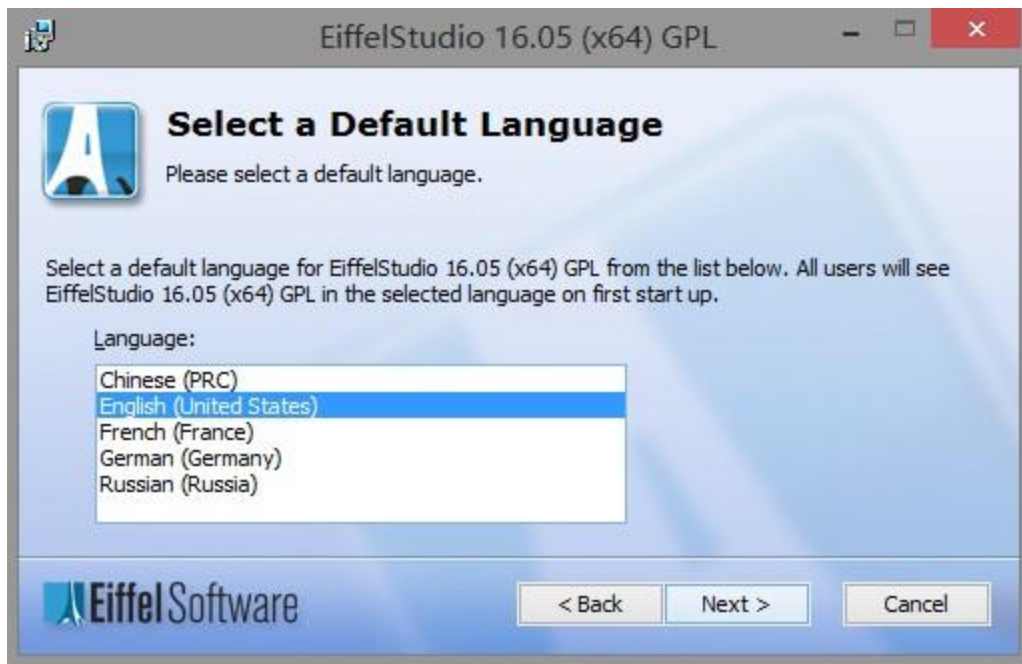 EiffelStudio 16.05 (x64) GPL
Select a Default Language
Please select a default language.
Select a default language for EiffelStudio 16.05 (x64) GPL from the list below. All users will see
EiffelStudio 16.05 (x64) GPL in the selected language on first start up.
Language:
Chinese (PRC)
English (United States)
French (France)
German (Germany)
Russian (Russia)
Eiffel Software
< Back
Next >
Cancel